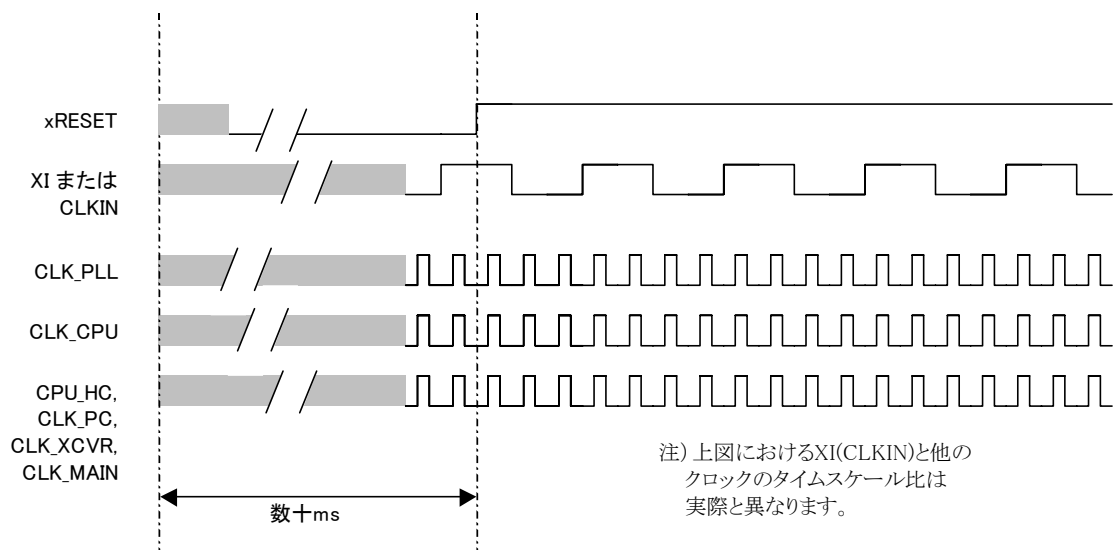 xRESET
XI または
CLKIN
CLK_PLL
CLK_CPU
CPU_HC,
CLK_PC,
CLK_XCVR,
CLK_MAIN
数十ms
注) 上図におけるXI(CLKIN)と他の
クロックのタイムスケール比は
実際と異なります。